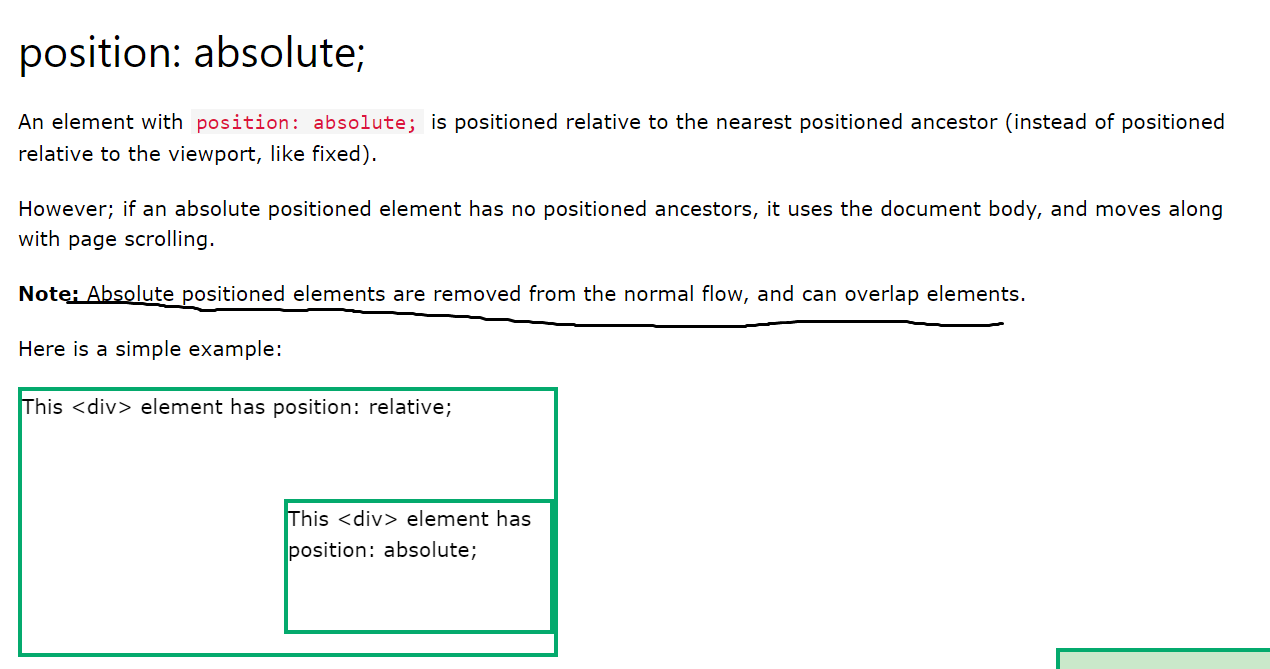 position: absolute;
An element with position: absolute; is positioned relative to the nearest positioned ancestor (instead of positioned
relative to the viewport, like fixed).
However; if an absolute positioned element has no positioned ancestors, it uses the document body, and moves along
with page scrolling.
Note: Absolute positioned elements are removed from the normal flow, and can overlap elements.
Here is a simple example:
This <div> element has position: relative;
This <div> element has
position: absolute;